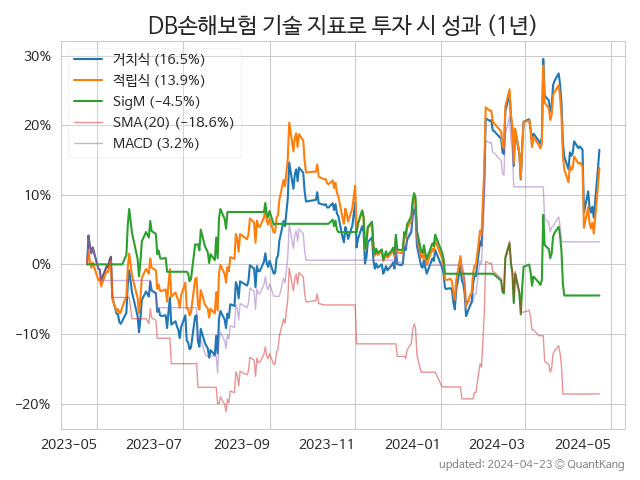 DB손해보험 기술 지표로 투자 시 성과 (1년)
거치식 (16.5%)
적립식 (13.9%)
SigM (−4.5%)
SMA(20) (−18.6%)
MACD (3.2%)
30%
20%
10%
0%
−10%
−20%
2023-05 2023-07 2023-09 2023-11 2024-01 2024-03 2024-05
updated: 2024-04-23 © QuantKang